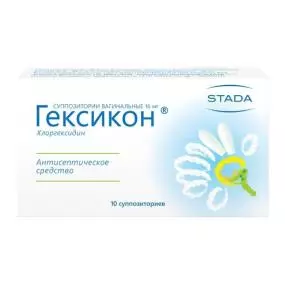 STADA
СУППОЗИТОРИИ ВАГИНАЛЬНЫЕ 16 мг
Гексикон®
Хлоргексидин
Антисептическое
средство
10 суппозиториев